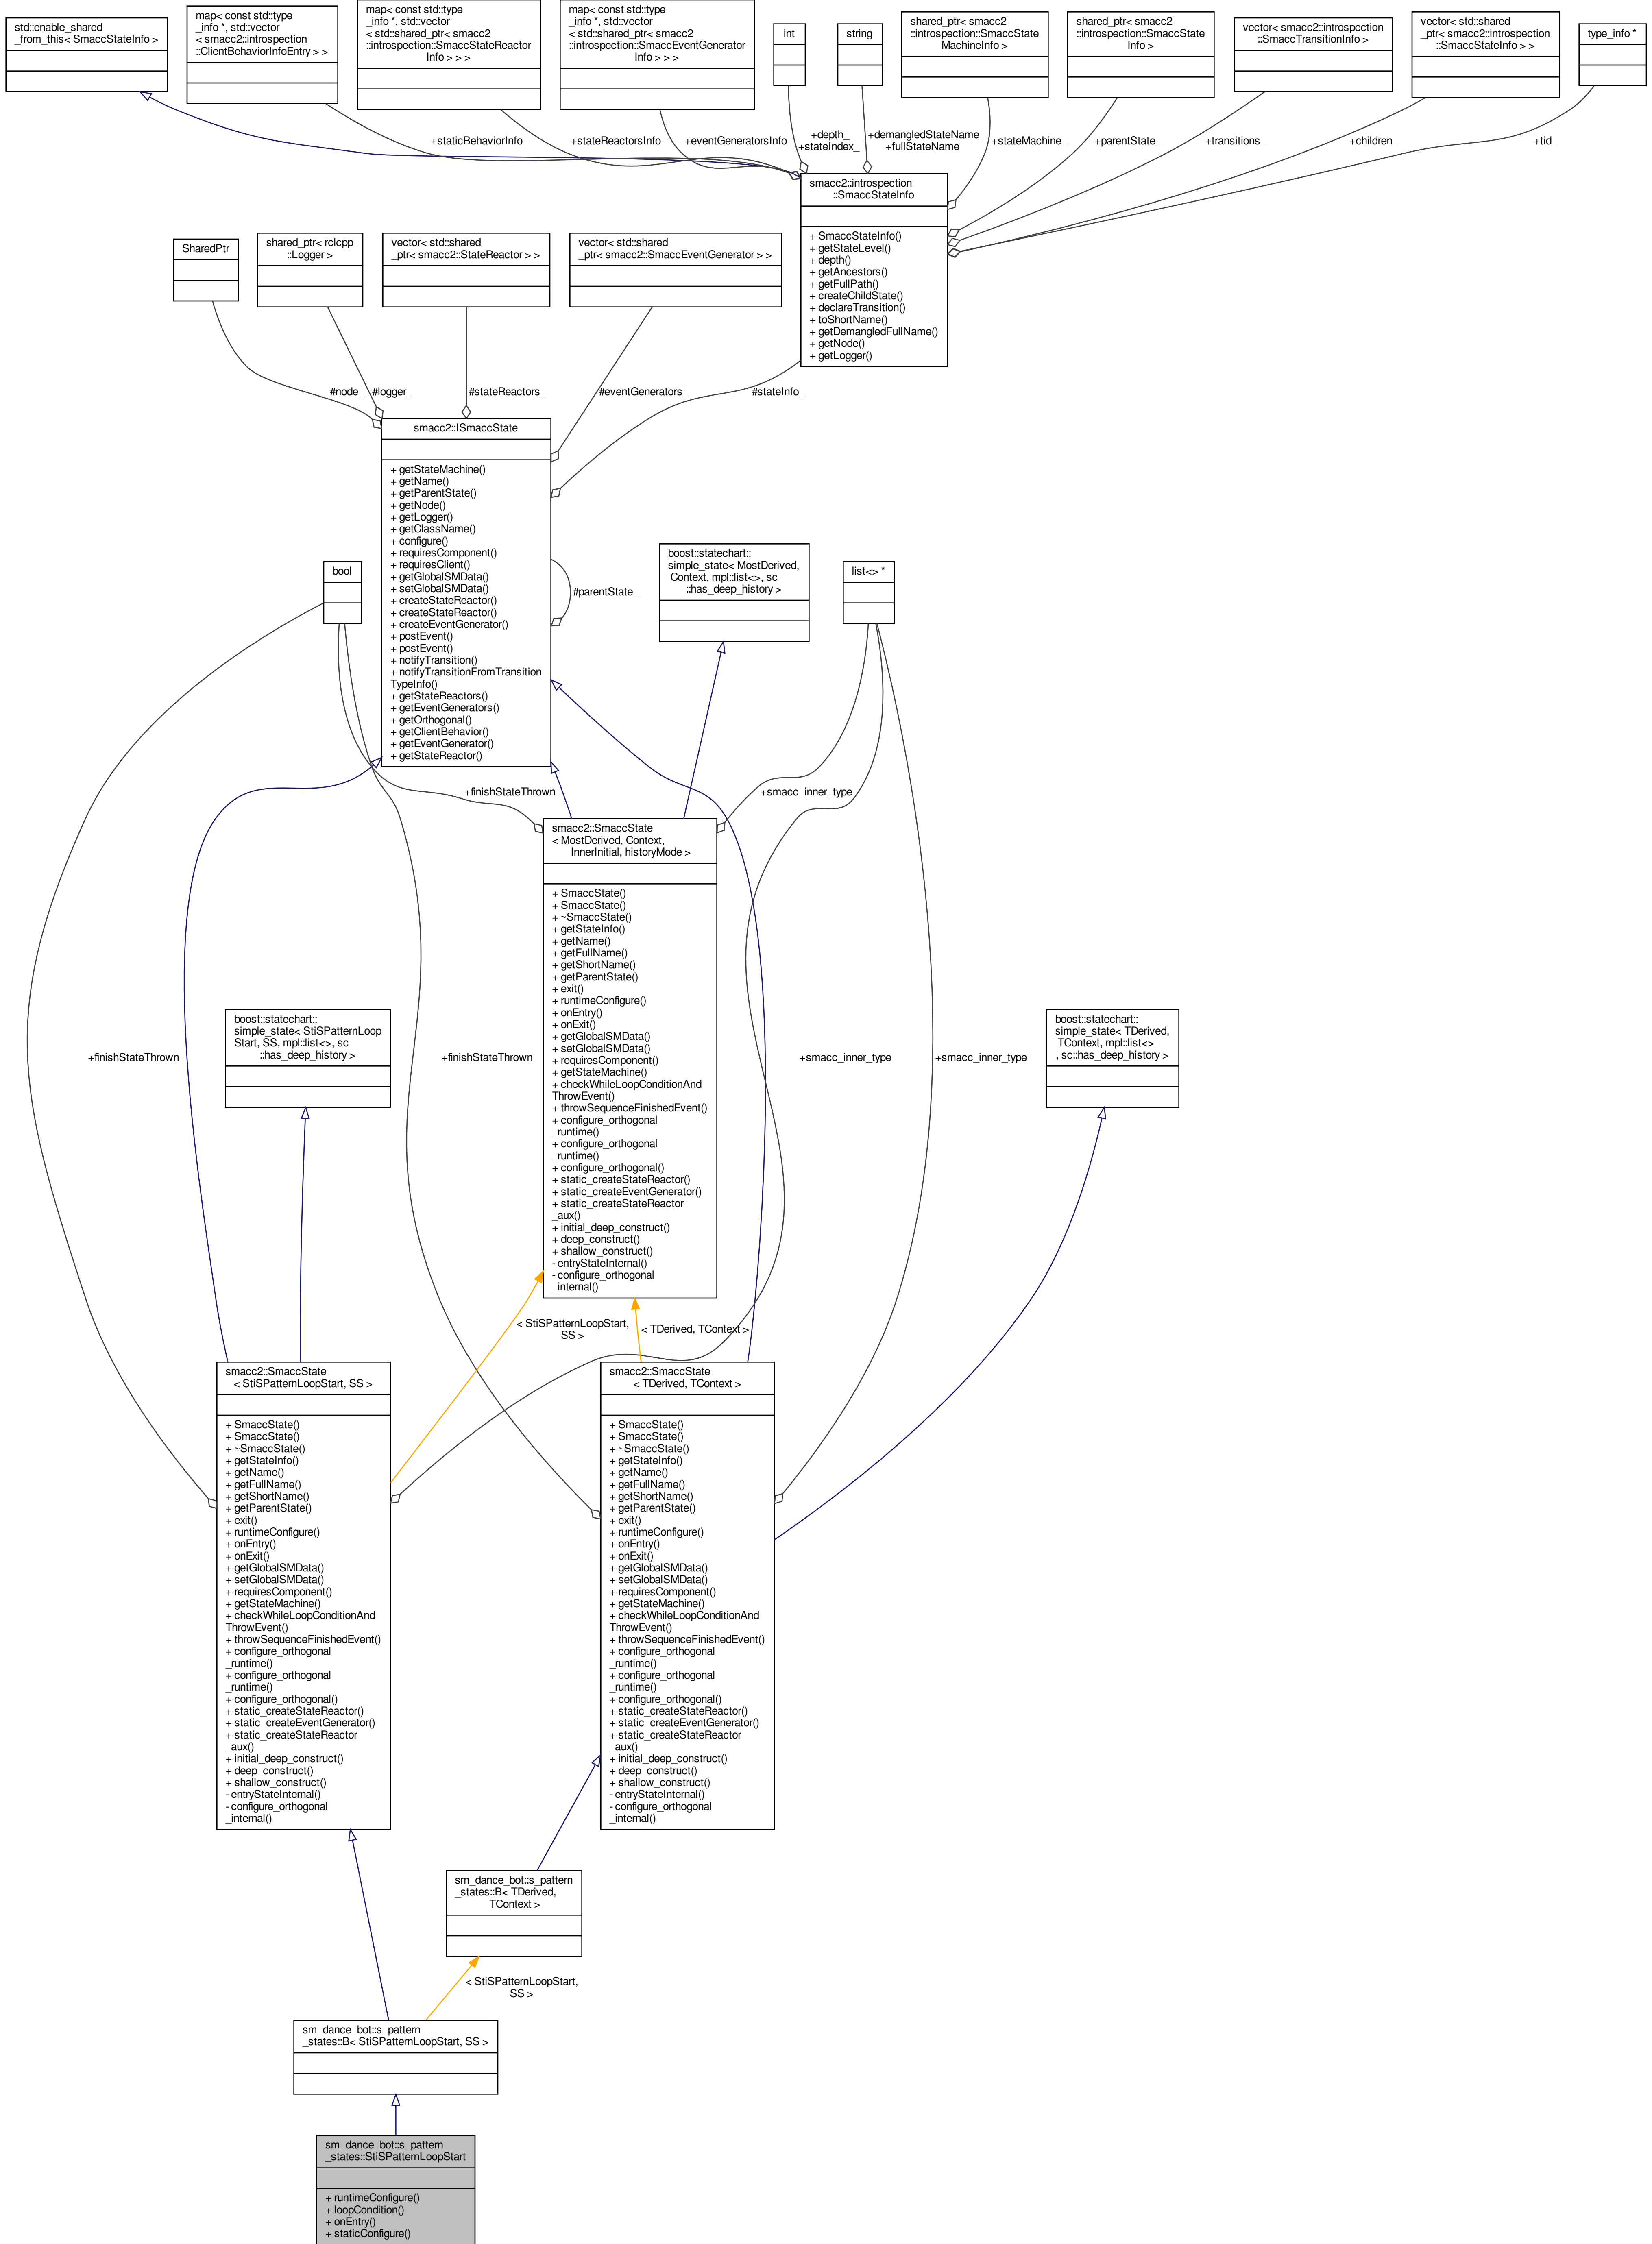 std::enable_shared
_from_this< SmaccStateInfo >
map< const std::type
_info *, std::vector
< smacc2::introspection
::ClientBehaviorInfoEntry > >
map< const std::type
_info *, std::vector
< std::shared_ptr< smacc2
::introspection::SmaccStateReactor
Info > > >
map< const std::type
_info *, std::vector
< std::shared_ptr< smacc2
::introspection::SmaccEventGenerator
Info > > >
int
string
shared_ptr< smacc2
::introspection::SmaccState
MachineInfo >
shared_ptr< smacc2
::introspection::SmaccState
Info >
vector< smacc2::introspection
::SmaccTransitionInfo >
vector< std::shared
_ptr< smacc2::introspection
::SmaccStateInfo > >
type_info *
+staticBehaviorInfo
+stateReactorsInfo
+eventGeneratorsInfo
+depth_
+stateIndex_
+demangledStateName
+fullStateName
+stateMachine_
+parentState_
+transitions_
+children_
+tid_
smacc2::introspection
::SmaccStateInfo
+ SmaccStateInfo()
+ getStateLevel()
+ depth()
+ getAncestors()
+ getFullPath()
+ createChildState()
+ declareTransition()
+ toShortName()
+ getDemangledFullName()
+ getNode()
+ getLogger()
SharedPtr
shared_ptr< rclcpp
::Logger >
vector< std::shared
_ptr< smacc2::StateReactor > >
vector< std::shared
_ptr< smacc2::SmaccEventGenerator > >
#node_
#logger_
#stateReactors_
#eventGenerators_
#stateInfo_
smacc2::ISmaccState
+ getStateMachine()
+ getName()
+ getParentState()
+ getNode()
+ getLogger()
+ getClassName()
+ configure()
+ requiresComponent()
+ requiresClient()
+ getGlobalSMData()
+ setGlobalSMData()
+ createStateReactor()
+ createStateReactor()
+ createEventGenerator()
+ postEvent()
+ postEvent()
+ notifyTransition()
+ notifyTransitionFromTransition
TypeInfo()
+ getStateReactors()
+ getEventGenerators()
+ getOrthogonal()
+ getClientBehavior()
+ getEventGenerator()
+ getStateReactor()
#parentState_
bool
boost::statechart::
simple_state< MostDerived,
Context, mpl::list<>, sc
::has_deep_history >
list<> *
+finishStateThrown
+smacc_inner_type
smacc2::SmaccState
< MostDerived, Context,
InnerInitial, historyMode >
+ SmaccState()
+ SmaccState()
+ ~SmaccState()
+ getStateInfo()
+ getName()
+ getFullName()
+ getShortName()
+ getParentState()
+ exit()
+ runtimeConfigure()
+ onEntry()
+ onExit()
+ getGlobalSMData()
+ setGlobalSMData()
+ requiresComponent()
+ getStateMachine()
+ checkWhileLoopConditionAnd
ThrowEvent()
+ throwSequenceFinishedEvent()
+ configure_orthogonal
_runtime()
+ configure_orthogonal
_runtime()
+ configure_orthogonal()
+ static_createStateReactor()
+ static_createEventGenerator()
+ static_createStateReactor
_aux()
+ initial_deep_construct()
+ deep_construct()
+ shallow_construct()
- entryStateInternal()
- configure_orthogonal
_internal()
boost::statechart::
simple_state< StiSPatternLoop
Start, SS, mpl::list<>, sc
::has_deep_history >
boost::statechart::
simple_state< TDerived,
TContext, mpl::list<>
, sc::has_deep_history >
+finishStateThrown
+finishStateThrown
+smacc_inner_type
+smacc_inner_type
< StiSPatternLoopStart,
SS >
< TDerived, TContext >
smacc2::SmaccState
< StiSPatternLoopStart, SS >
+ SmaccState()
+ SmaccState()
+ ~SmaccState()
+ getStateInfo()
+ getName()
+ getFullName()
+ getShortName()
+ getParentState()
+ exit()
+ runtimeConfigure()
+ onEntry()
+ onExit()
+ getGlobalSMData()
+ setGlobalSMData()
+ requiresComponent()
+ getStateMachine()
+ checkWhileLoopConditionAnd
ThrowEvent()
+ throwSequenceFinishedEvent()
+ configure_orthogonal
_runtime()
+ configure_orthogonal
_runtime()
+ configure_orthogonal()
+ static_createStateReactor()
+ static_createEventGenerator()
+ static_createStateReactor
_aux()
+ initial_deep_construct()
+ deep_construct()
+ shallow_construct()
- entryStateInternal()
- configure_orthogonal
_internal()
smacc2::SmaccState
< TDerived, TContext >
+ SmaccState()
+ SmaccState()
+ ~SmaccState()
+ getStateInfo()
+ getName()
+ getFullName()
+ getShortName()
+ getParentState()
+ exit()
+ runtimeConfigure()
+ onEntry()
+ onExit()
+ getGlobalSMData()
+ setGlobalSMData()
+ requiresComponent()
+ getStateMachine()
+ checkWhileLoopConditionAnd
ThrowEvent()
+ throwSequenceFinishedEvent()
+ configure_orthogonal
_runtime()
+ configure_orthogonal
_runtime()
+ configure_orthogonal()
+ static_createStateReactor()
+ static_createEventGenerator()
+ static_createStateReactor
_aux()
+ initial_deep_construct()
+ deep_construct()
+ shallow_construct()
- entryStateInternal()
- configure_orthogonal
_internal()
sm_dance_bot::s_pattern
_states::B< TDerived,
TContext >
< StiSPatternLoopStart,
SS >
sm_dance_bot::s_pattern
_states::B< StiSPatternLoopStart, SS >
sm_dance_bot::s_pattern
_states::StiSPatternLoopStart
+ runtimeConfigure()
+ loopCondition()
+ onEntry()
+ staticConfigure()